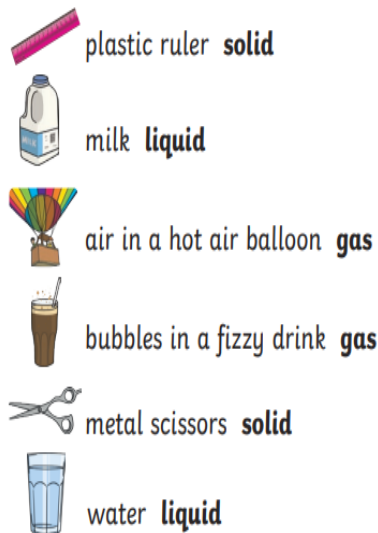 plastic ruler solid
MILK
milk liquid
air in a hot air balloon gas
bubbles in a fizzy drink gas
metal scissors solid
water liquid